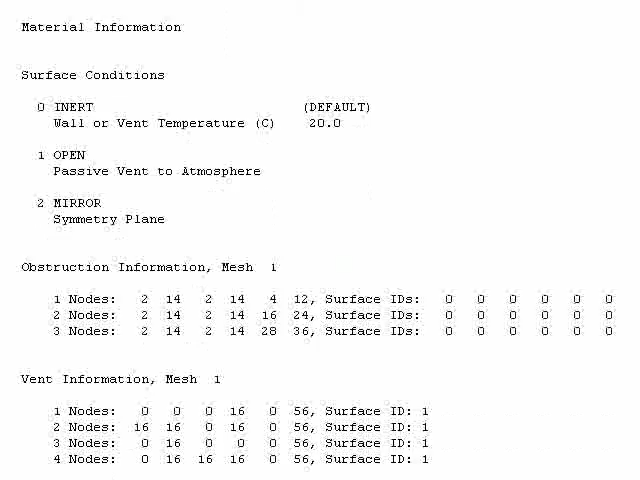 Material Information
Surface Conditions
0 INERT (DEFAULT)
Wall or Vent Temperature (C) 20.0
1 OPEN
Passive Vent to Atmosphere
2 MIRROR
Symmetry Plane
Obstruction Information, Mesh 1
1 Nodes: 2 14 2 14 4 12, Surface IDs: 0 0 0 0 0 0
2 Nodes: 2 14 2 14 16 24, Surface IDs: 0 0 0 0 0 0
3 Nodes: 2 14 2 14 28 36, Surface IDs: 0 0 0 0 0 0
Vent Information, Mesh 1
1 Nodes: 0 0 0 16 0 56, Surface ID: 1
2 Nodes: 16 16 0 16 0 56, Surface ID: 1
3 Nodes: 0 16 0 0 0 56, Surface ID: 1
4 Nodes: 0 16 16 16 0 56, Surface ID: 1